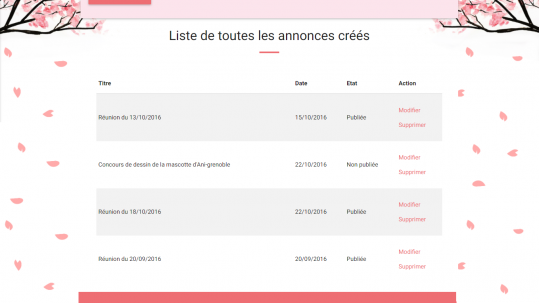 Liste de toutes les annonces créés
Titre Date Etat Action
Réunion du 13/10/2016 15/10/2016 Publiée Modifier
Supprimer
Concours de dessin de la mascotte d'Ani-grenoble 22/10/2016 Non publiée Modifier
Supprimer
Réunion du 18/10/2016 22/10/2016 Publiée Modifier
Supprimer
Réunion du 20/09/2016 20/09/2016 Publiée Modifier
Supprimer